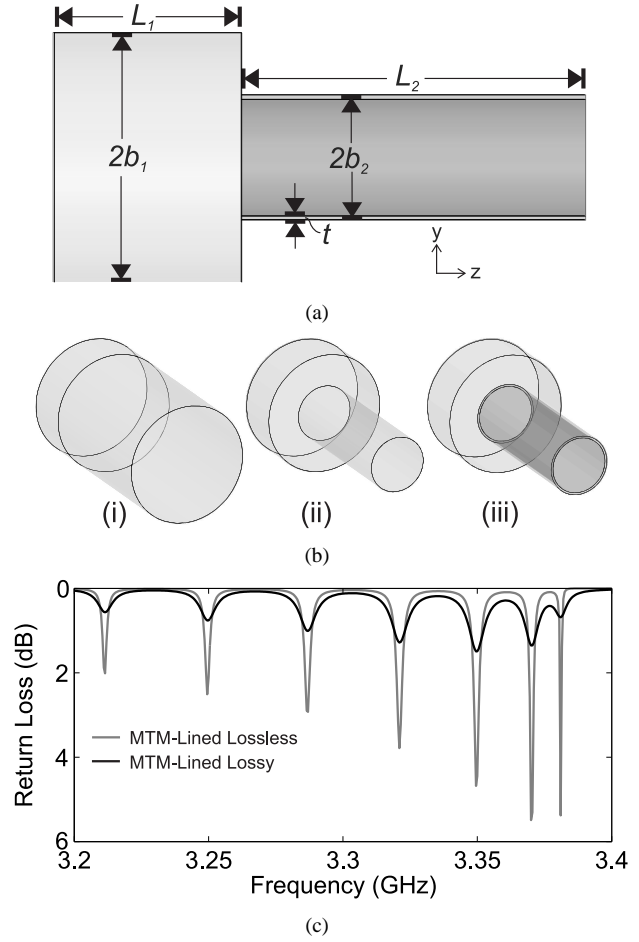 L1
L2
2b1
2b2
t
y
z
(a)
(i)
(ii)
(iii)
(b)
0
2
4
6
Return Loss (dB)
MTM-Lined Lossless
MTM-Lined Lossy
3.2
3.25
3.3
3.35
3.4
Frequency (GHz)
(c)